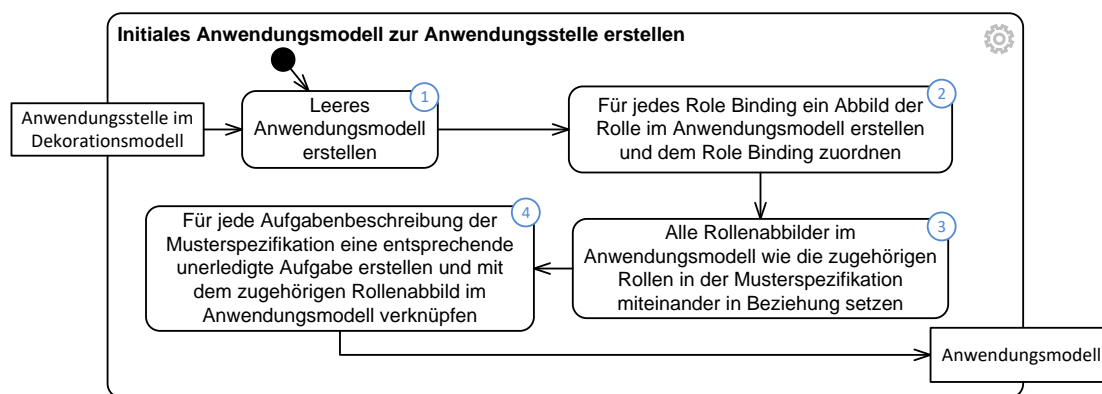 Initiales Anwendungsmodell zur Anwendungsstelle erstellen
Anwendungsstelle im
Dekorationsmodell
1
Leeres
Anwendungsmodell
erstellen
2
Für jedes Role Binding ein Abbild der
Rolle im Anwendungsmodell erstellen
und dem Role Binding zuordnen
3
Alle Rollenabbilder im
Anwendungsmodell wie die zugehörigen
Rollen in der Musterspezifikation
miteinander in Beziehung setzen
4
Für jede Aufgabenbeschreibung der
Musterspezifikation eine entsprechende
unerledigte Aufgabe erstellen und mit
dem zugehörigen Rollenabbild im
Anwendungsmodell verknüpfen
Anwendungsmodell